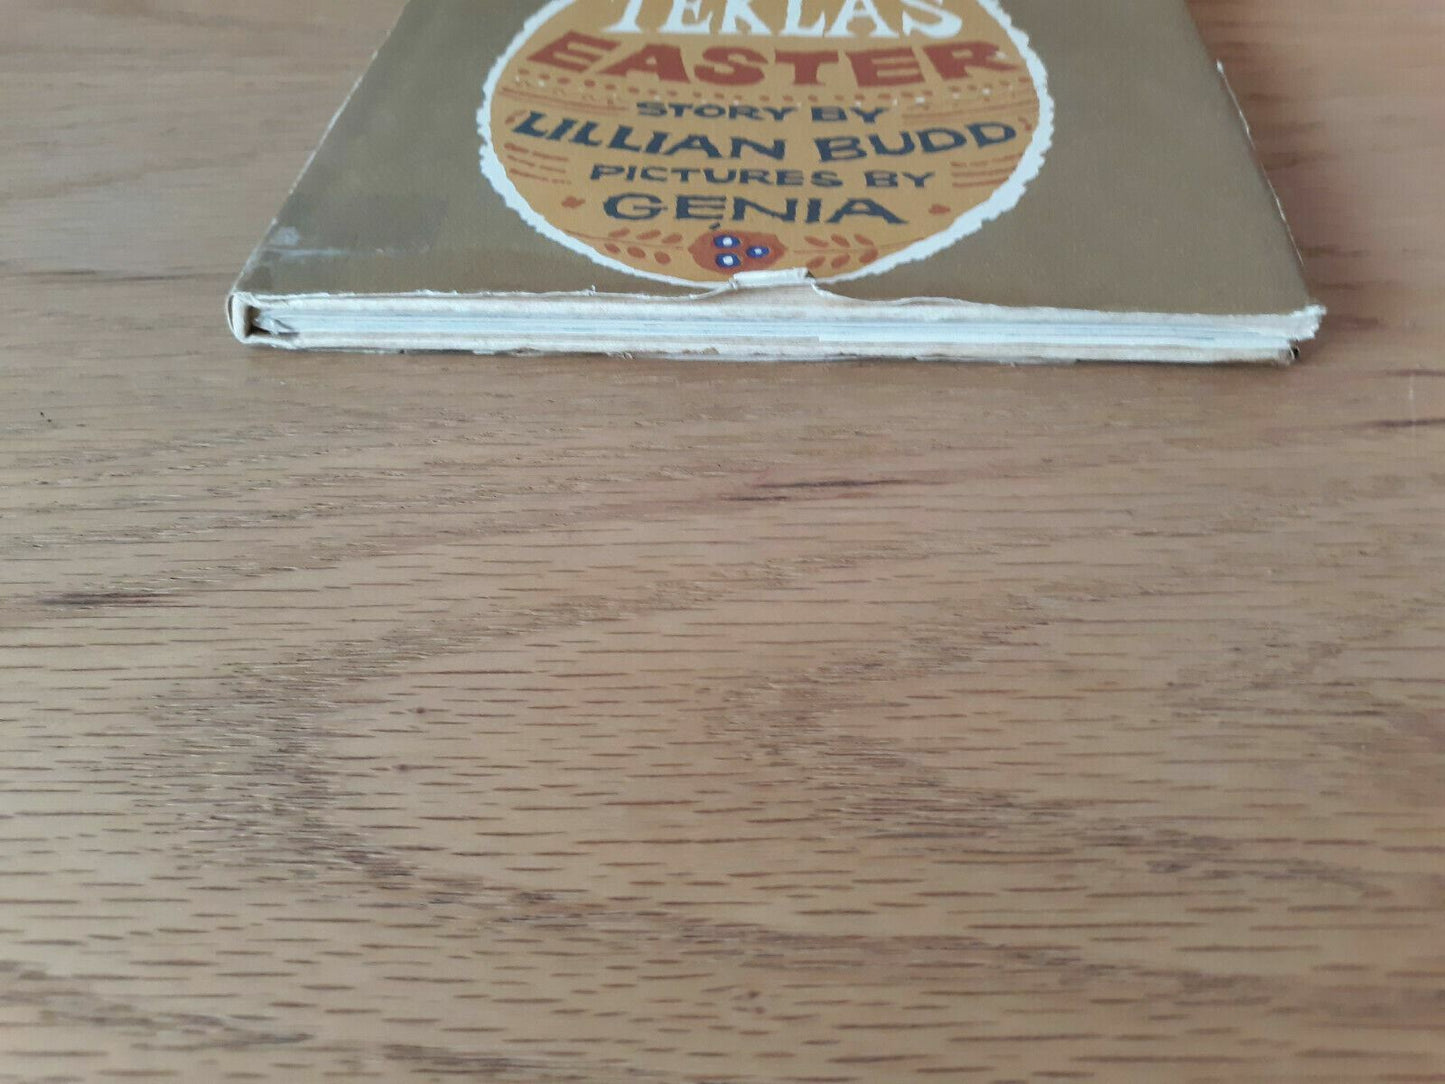 TEKLA'S
EASTER
STORY BY
LILLIAN BUDD
PICTURES BY
GENIA